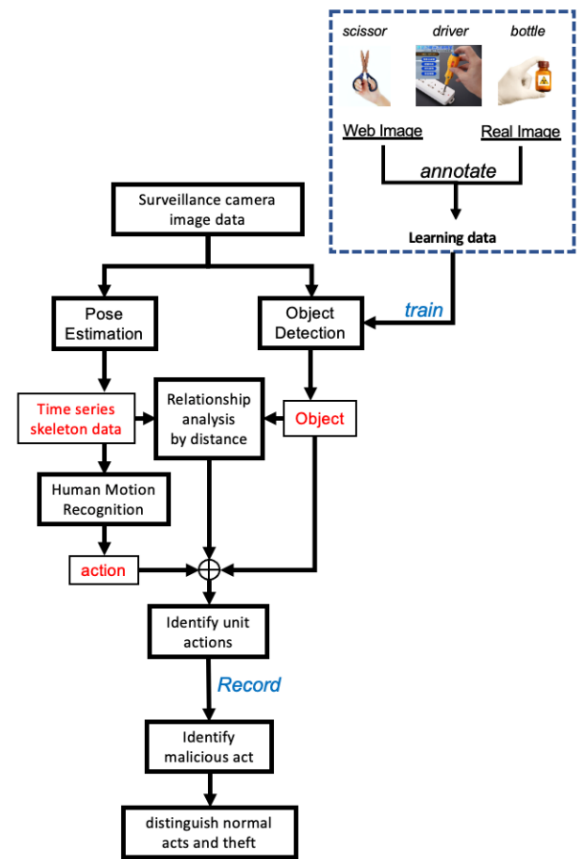 scissor driver bottle
Web Image Real Image
annotate
Learning data
train
Surveillance camera
image data
Pose
Estimation
Object
Detection
Time series
skeleton data
Relationship
analysis
by distance
Object
Human Motion
Recognition
action
Identify unit
actions
Record
Identify
malicious act
distinguish normal
acts and theft